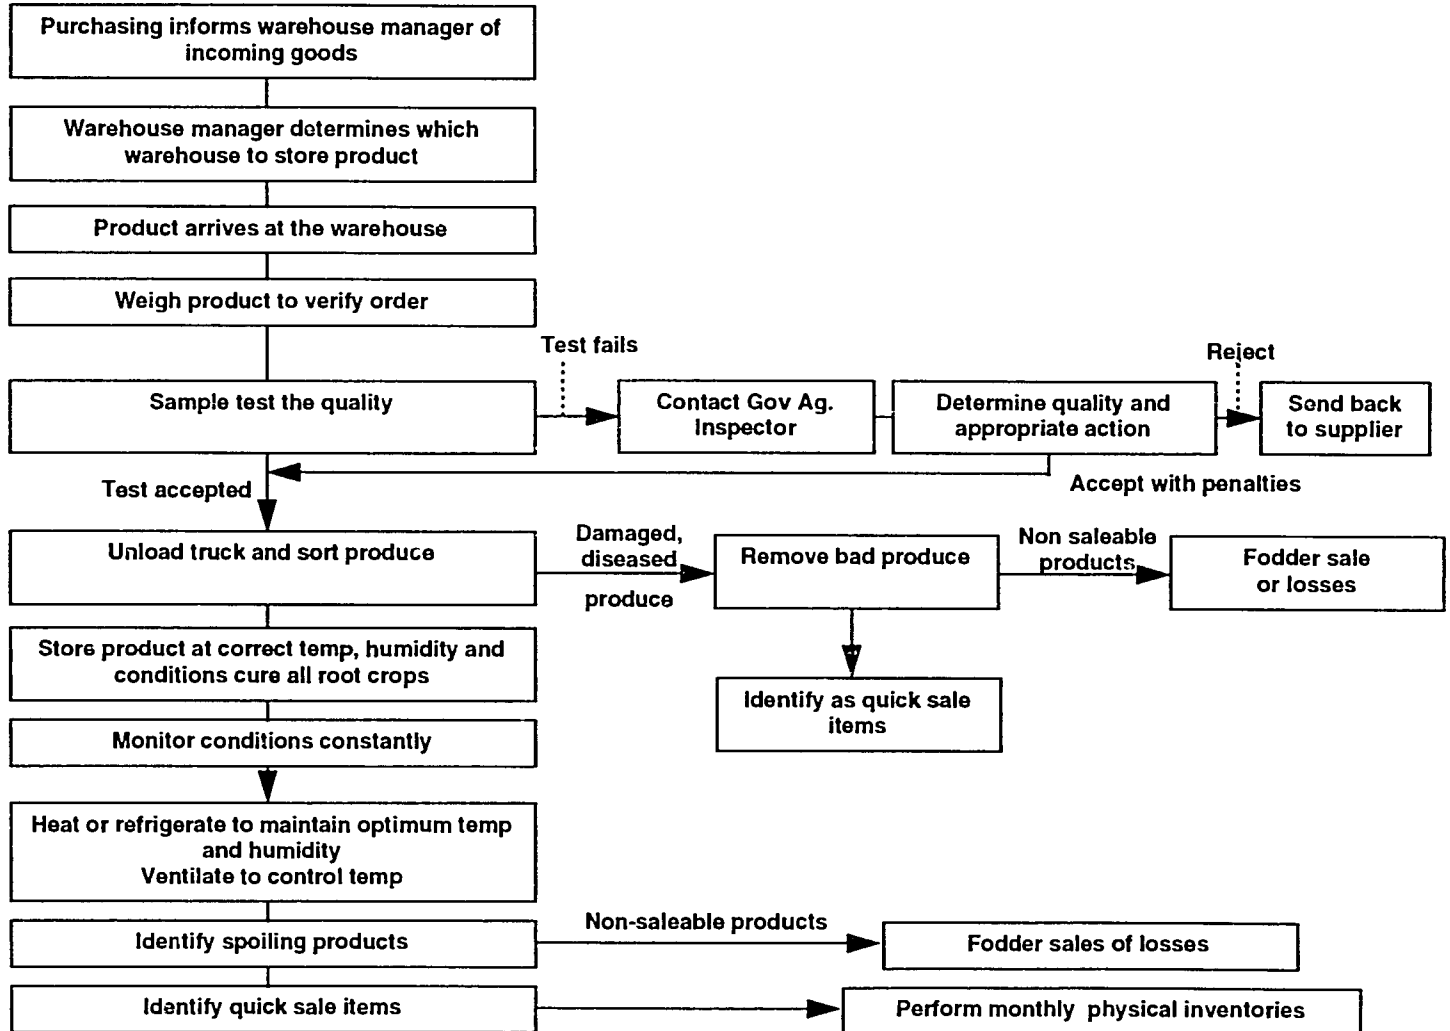 Purchasing informs warehouse manager of
incoming goods
Warehouse manager determines which
warehouse to store product
Product arrives at the warehouse
Weigh product to verify order
Test fails
Reject
Sample test the quality
Contact Gov Ag.
Inspector
Determine quality and
appropriate action
Send back
to supplier
Test accepted
Accept with penalties
Unload truck and sort produce
Damaged,
diseased
produce
Remove bad produce
Non saleable
products
Fodder sale
or losses
Store product at correct temp, humidity and
conditions cure all root crops
Identify as quick sale
items
Monitor conditions constantly
Heat or refrigerate to maintain optimum temp
and humidity
Ventilate to control temp
Identify spoiling products
Non-saleable products
Fodder sales of losses
Identify quick sale items
Perform monthly physical inventories